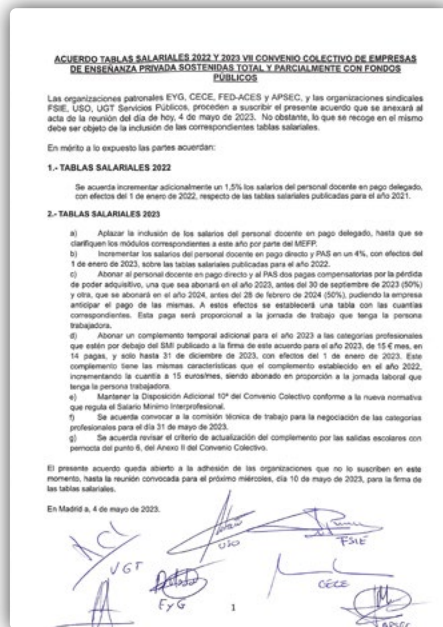 ACUERDO TABLAS SALARIALES 2022 Y 2023 VII CONVENIO COLECTIVO DE EMPRESAS
DE ENSEÑANZA PRIVADA SOSTENIDAS TOTAL Y PARCIALMENTE CON FONDOS
PÚBLICOS
Las organizaciones patronales EYG, CECE, FED-ACES y APSEC, y las organizaciones sindicales
FSIE, USO, UGT Servicios Públicos, proceden a suscribir el presente acuerdo que se anexará al
acta de la reunión del día de hoy, 4 de mayo de 2023. No obstante, lo que se recoge en el mismo
debe ser objeto de la inclusión de las correspondientes tablas salariales.
En mérito a lo expuesto las partes acuerdan:
1.- TABLAS SALARIALES 2022
Se acuerda incrementar adicionalmente un 1,5% los salarios del personal docente en pago delegado,
con efectos del 1 de enero de 2022, respecto de las tablas salariales publicadas para el año 2021.
2.- TABLAS SALARIALES 2023
a) Aplazar la inclusión de los salarios del personal docente en pago delegado, hasta que se
clarifiquen los módulos correspondientes a este año por parte del MEFP.
b) Incrementar los salarios del personal docente en pago directo y PAS en un 4%, con efectos del
1 de enero de 2023, sobre las tablas salariales publicadas para el año 2022.
c) Abonar al personal docente en pago directo y al PAS dos pagas compensatorias por la pérdida
de poder adquisitivo, una que sea abonará en el año 2023, antes del 30 de septiembre de 2023 (50%)
y otra, que se abonará en el año 2024, antes del 28 de febrero de 2024 (50%), pudiendo la empresa
anticipar el pago de las mismas. A estos efectos se establecerá una tabla con las cuantías
correspondientes. Esta paga será proporcional a la jornada de trabajo que tenga la persona
trabajadora.
d) Abonar un complemento temporal adicional para el año 2023 a las categorías profesionales
que estén por debajo del SMI publicado a la firma de este acuerdo para el año 2023, de 15 € mes, en
14 pagas, y solo hasta 31 de diciembre de 2023, con efectos del 1 de enero de 2023. Este
complemento tiene las mismas características que el complemento establecido en el año 2022,
incrementando la cuantía a 15 euros/mes, siendo abonado en proporción a la jornada laboral que
tenga la persona trabajadora.
e) Mantener la Disposición Adicional 10ª del Convenio Colectivo conforme a la nueva normativa
que regula el Salario Mínimo Interprofesional.
f) Se acuerda convocar a la comisión técnica de trabajo para la negociación de las categorías
profesionales para el día 31 de mayo de 2023.
g) Se acuerda revisar el criterio de actualización del complemento por las salidas escolares con
pernocta del punto 6, del Anexo II del Convenio Colectivo.
El presente acuerdo queda abierto a la adhesión de las organizaciones que no lo suscriben en este
momento, hasta la reunión convocada para el próximo miércoles, día 10 de mayo de 2023, para la firma de
las tablas salariales.
En Madrid a, 4 de mayo de 2023.
UGT
USO
FSIE
EyG
CECE
APSEC
1